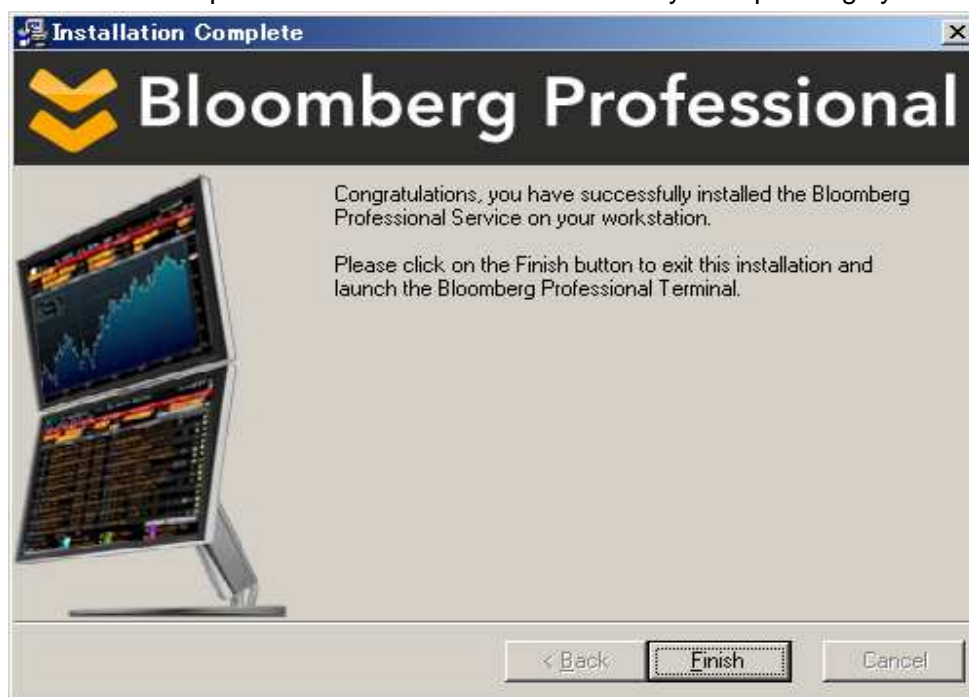 Installation Complete
Bloomberg Professional
Congratulations, you have successfully installed the Bloomberg
Professional Service on your workstation.
Please click on the Finish button to exit this installation and
launch the Bloomberg Professional Terminal.
< Back Finish Cancel